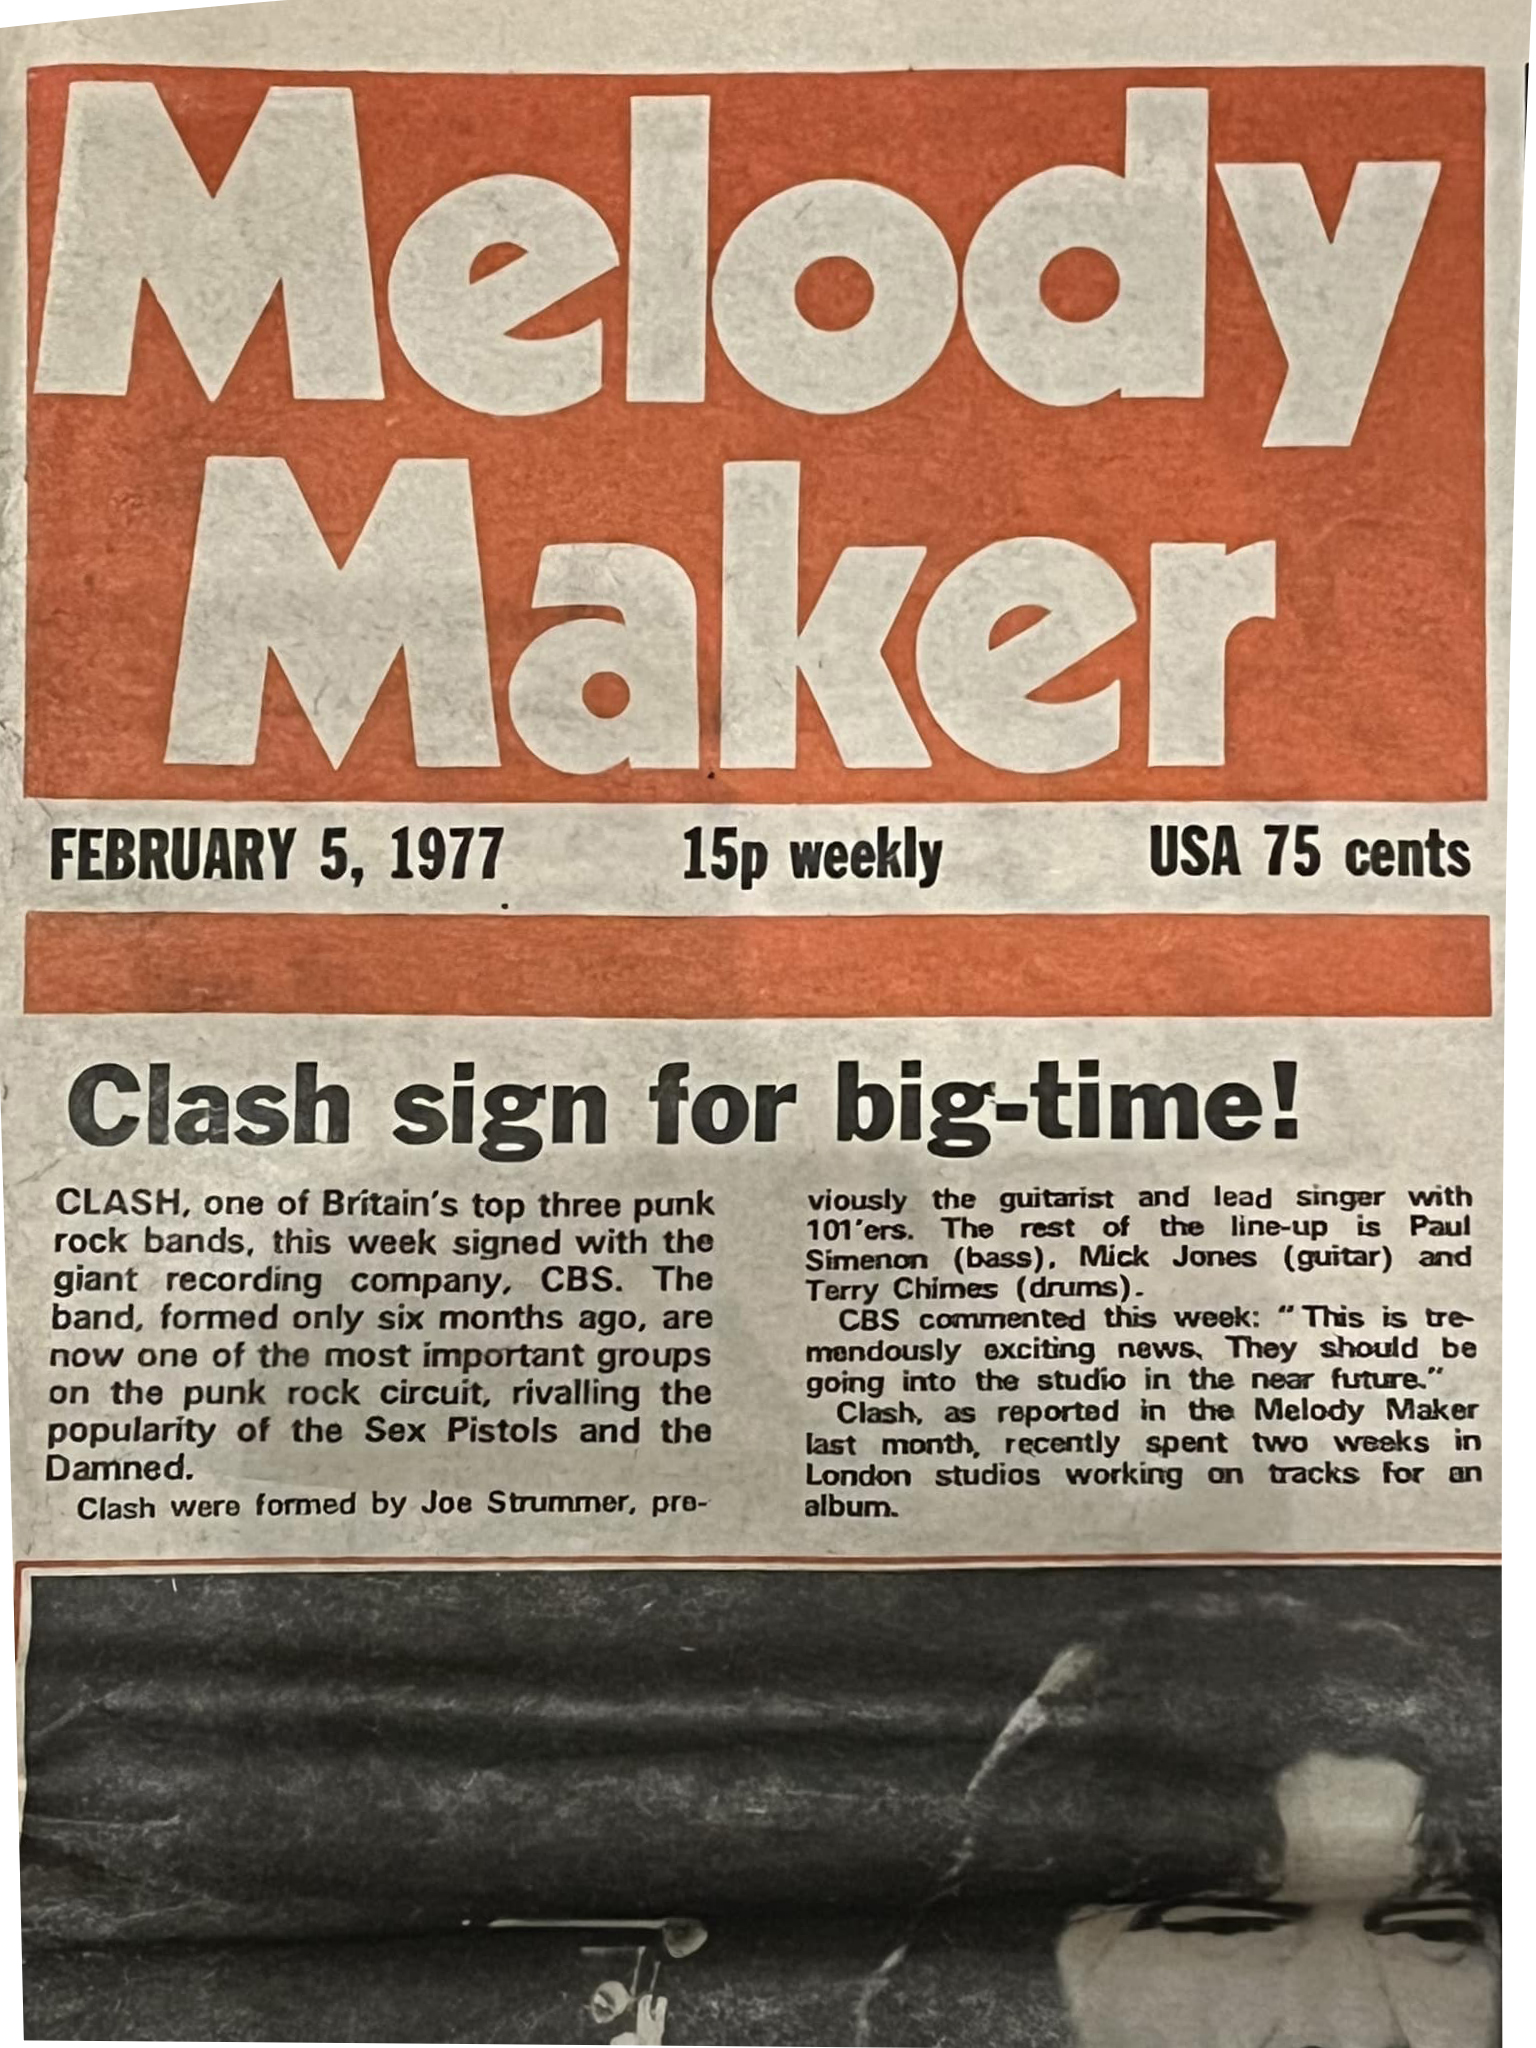 Melody
Maker
FEBRUARY 5, 1977 15p weekly USA 75 cents
Clash sign for big-time!
CLASH, one of Britain's top three punk
rock bands, this week signed with the
giant recording company, CBS. The
band, formed only six months ago, are
now one of the most important groups
on the punk rock circuit, rivalling the
popularity of the Sex Pistols and the
Damned.
Clash were formed by Joe Strummer, pre-
viously the guitarist and lead singer with
101'ers. The rest of the line-up is Paul
Simenon (bass), Mick Jones (guitar) and
Terry Chimes (drums).
CBS commented this week: "This is tre-
mendously exciting news. They should be
going into the studio in the near future."
Clash, as reported in the Melody Maker
last month, recently spent two weeks in
London studios working on tracks for an
album.